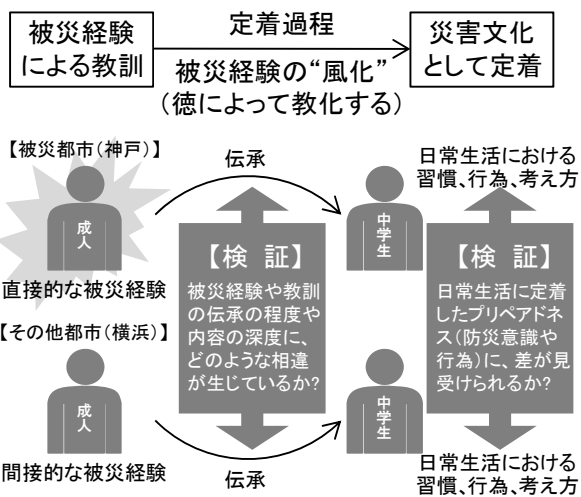 被災経験
による教訓
定着過程
被災経験の“風化”
(徳によって教化する)
災害文化
として定着
【被災都市(神戸)】
成人
直接的な被災経験
伝承
中学生
日常生活における
習慣、行為、考え方
【検 証】
被災経験や教訓
の伝承の程度や
内容の深度に、
どのような相違
が生じているか?
【検 証】
日常生活に定着
したプリペアドネ
ス(防災意識や
行為)に、差が見
受けられるか?
【その他都市(横浜)】
成人
間接的な被災経験
伝承
中学生
日常生活における
習慣、行為、考え方